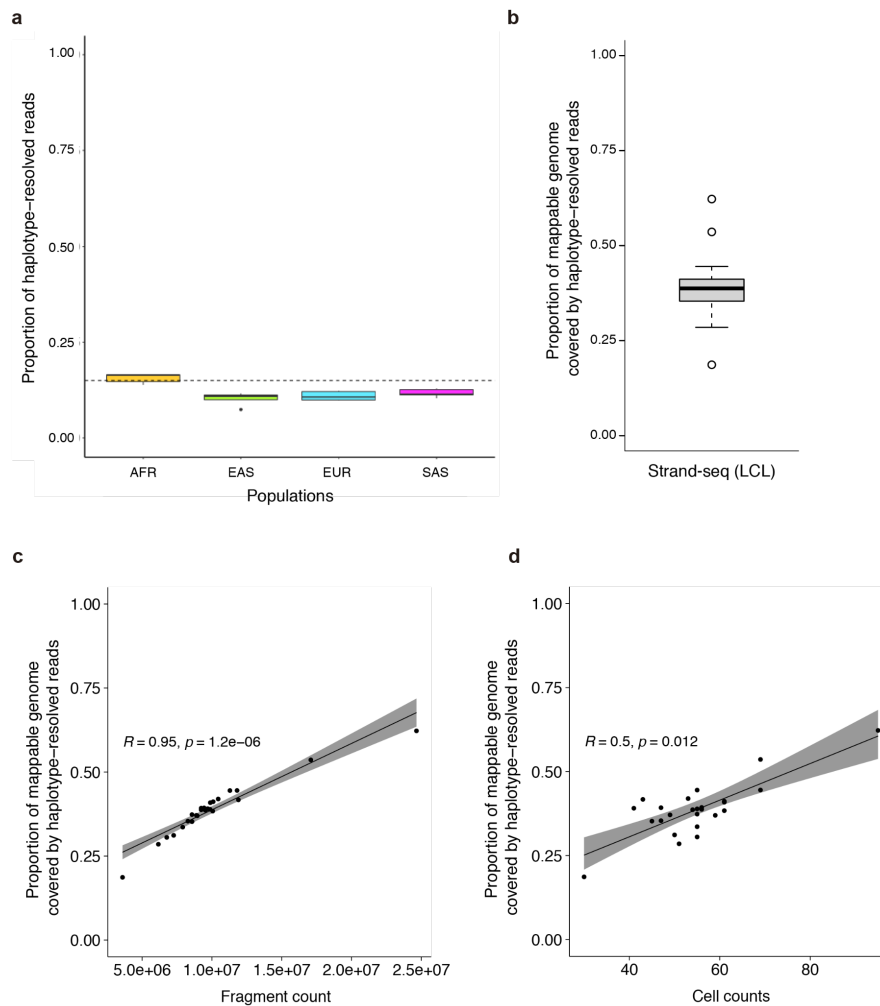 a
Proportion of haplotype−resolved reads
1.00
0.75
0.50
0.25
0.00
AFR
EAS
EUR
SAS
Populations
b
Proportion of mappable genome
covered by haplotype−resolved reads
1.00
0.75
0.50
0.25
0.00
Strand-seq (LCL)
c
Proportion of mappable genome
covered by haplotype−resolved reads
1.00
0.75
0.50
0.25
0.00
R = 0.95, p = 1.2e−06
5.0e+06
1.0e+07
1.5e+07
2.0e+07
2.5e+07
Fragment count
d
Proportion of mappable genome
covered by haplotype−resolved reads
1.00
0.75
0.50
0.25
0.00
R = 0.5, p = 0.012
40
60
80
Cell counts